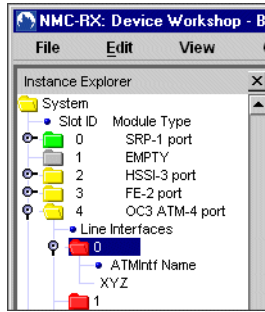 NMC-RX: Device Workshop - B
File Edit View
Instance Explorer
System
Slot ID Module Type
0 SRP-1 port
1 EMPTY
2 HSSI-3 port
3 FE-2 port
4 OC3 ATM-4 port
Line Interfaces
0
ATMIntf Name
XYZ
1